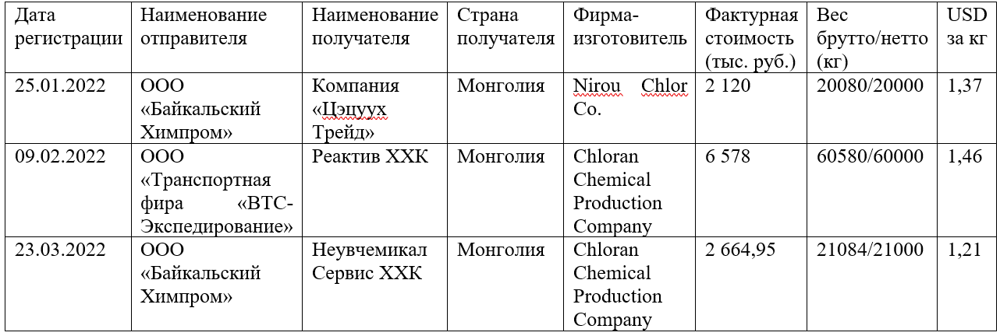 Дата регистрации
Наименование отправителя
Наименование получателя
Страна получателя
Фирма-изготовитель
Фактурная стоимость (тыс. руб.)
Вес брутто/нетто (кг)
USD за кг
25.01.2022
ООО
«Байкальский
Химпром»
Компания
«Цэцуух
Трейд»
Монголия
Nirou Chlor
Co.
2 120
20080/20000
1,37
09.02.2022
ООО
«Транспортная
фира «ВТС-
Экспедирование»
Реактив ХХК
Монголия
Chloran
Chemical
Production
Company
6 578
60580/60000
1,46
23.03.2022
ООО
«Байкальский
Химпром»
Неувчемикал
Сервис ХХК
Монголия
Chloran
Chemical
Production
Company
2 664,95
21084/21000
1,21